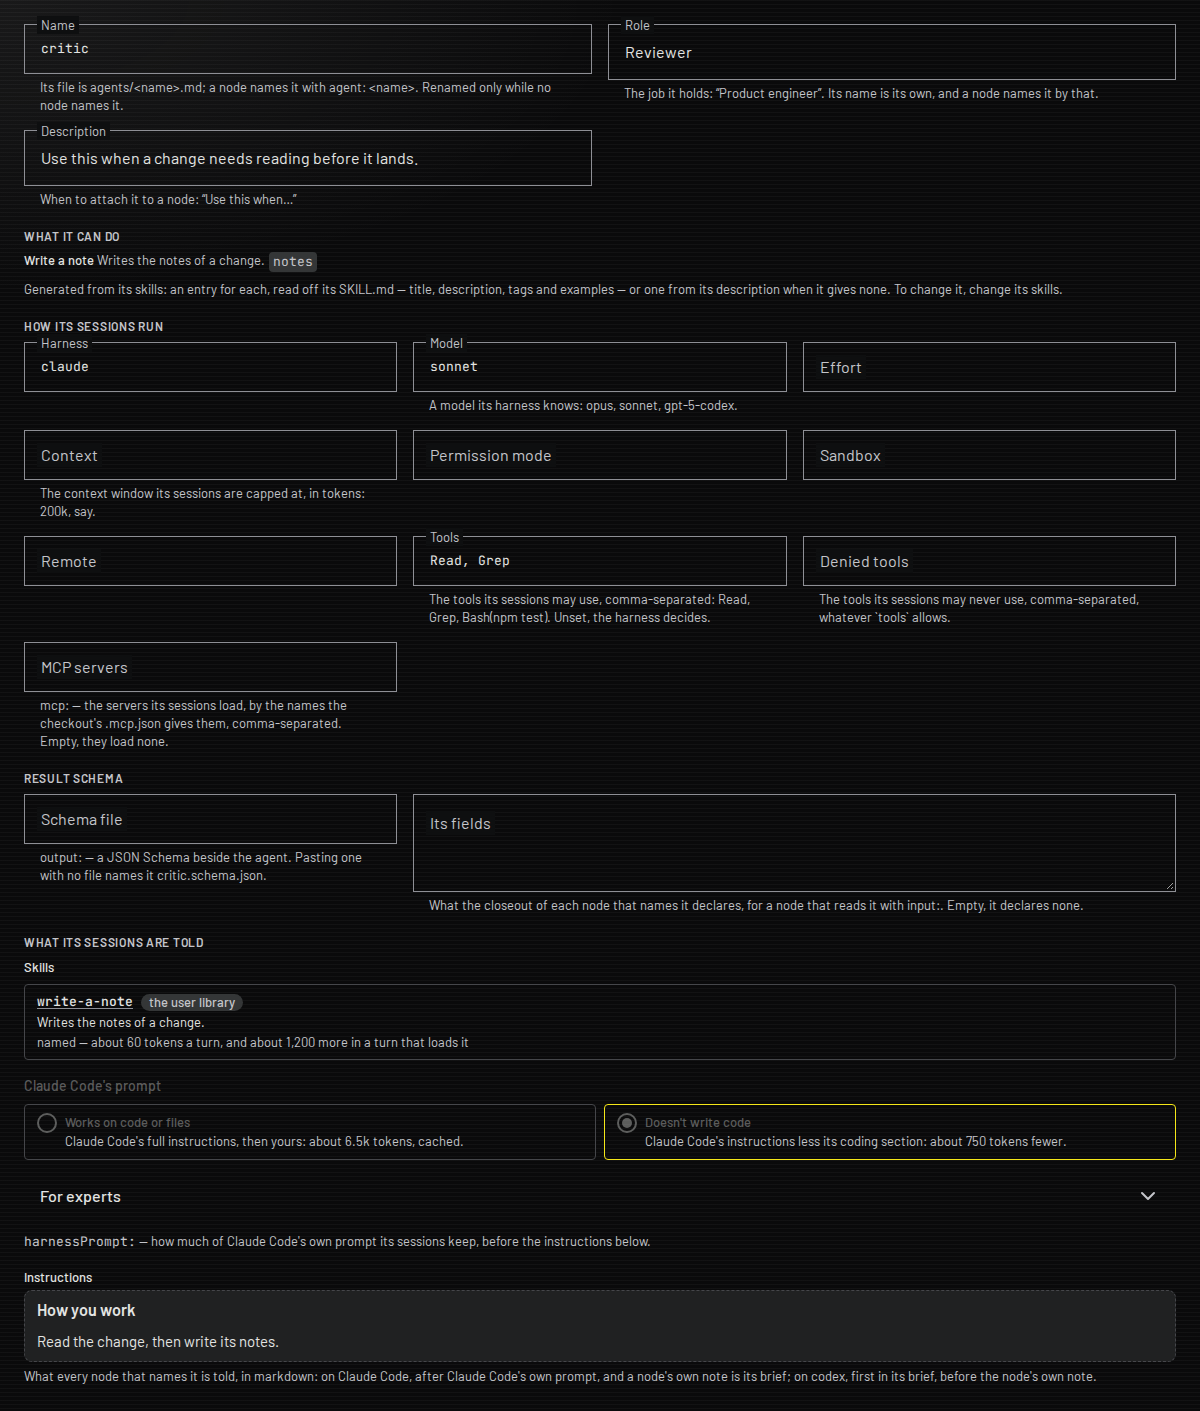 Name
critic
Its file is agents/<name>.md; a node names it with agent: <name>. Renamed only while no
node names it.
Role
Reviewer
The job it holds: “Product engineer”. Its name is its own, and a node names it by that.
Description
Use this when a change needs reading before it lands.
When to attach it to a node: “Use this when…”
WHAT IT CAN DO
Write a note Writes the notes of a change. notes
Generated from its skills: an entry for each, read off its SKILL.md — title, description, tags and examples — or one from its description when it gives none. To change it, change its skills.
HOW ITS SESSIONS RUN
Harness
claude
Model
sonnet
A model its harness knows: opus, sonnet, gpt-5-codex.
Effort
Context
The context window its sessions are capped at, in tokens:
200k, say.
Permission mode
Sandbox
Remote
Tools
Read, Grep
The tools its sessions may use, comma-separated: Read,
Grep, Bash(npm test). Unset, the harness decides.
Denied tools
The tools its sessions may never use, comma-separated,
whatever `tools` allows.
MCP servers
mcp: — the servers its sessions load, by the names the
checkout's .mcp.json gives them, comma-separated.
Empty, they load none.
RESULT SCHEMA
Schema file
output: — a JSON Schema beside the agent. Pasting one
with no file names it critic.schema.json.
Its fields
What the closeout of each node that names it declares, for a node that reads it with input:. Empty, it declares none.
WHAT ITS SESSIONS ARE TOLD
Skills
write-a-note the user library
Writes the notes of a change.
named — about 60 tokens a turn, and about 1,200 more in a turn that loads it
Claude Code's prompt
Works on code or files
Claude Code's full instructions, then yours: about 6.5k tokens, cached.
Doesn't write code
Claude Code's instructions less its coding section: about 750 tokens fewer.
For experts
harnessPrompt: — how much of Claude Code's own prompt its sessions keep, before the instructions below.
Instructions
How you work
Read the change, then write its notes.
What every node that names it is told, in markdown: on Claude Code, after Claude Code's own prompt, and a node's own note is its brief; on codex, first in its brief, before the node's own note.